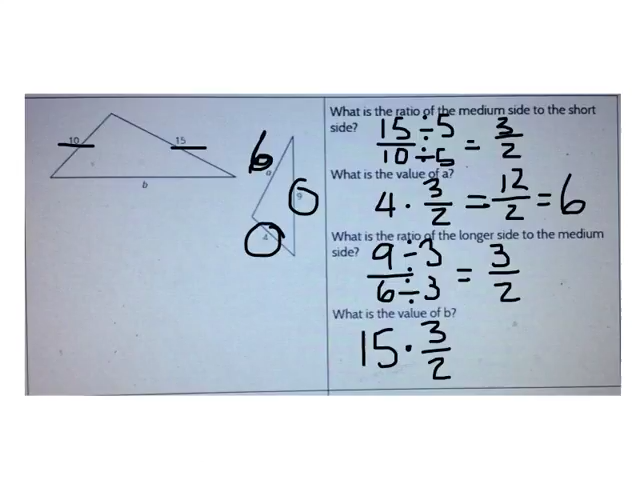 10
15
b
6
a
9
4
What is the ratio of the medium side to the short
side?
15 ÷ 5 / 10 ÷ 5 = 3/2
What is the value of a?
4 · 3/2 = 12/2 = 6
What is the ratio of the longer side to the medium
side?
9 ÷ 3 / 6 ÷ 3 = 3/2
What is the value of b?
15 · 3/2